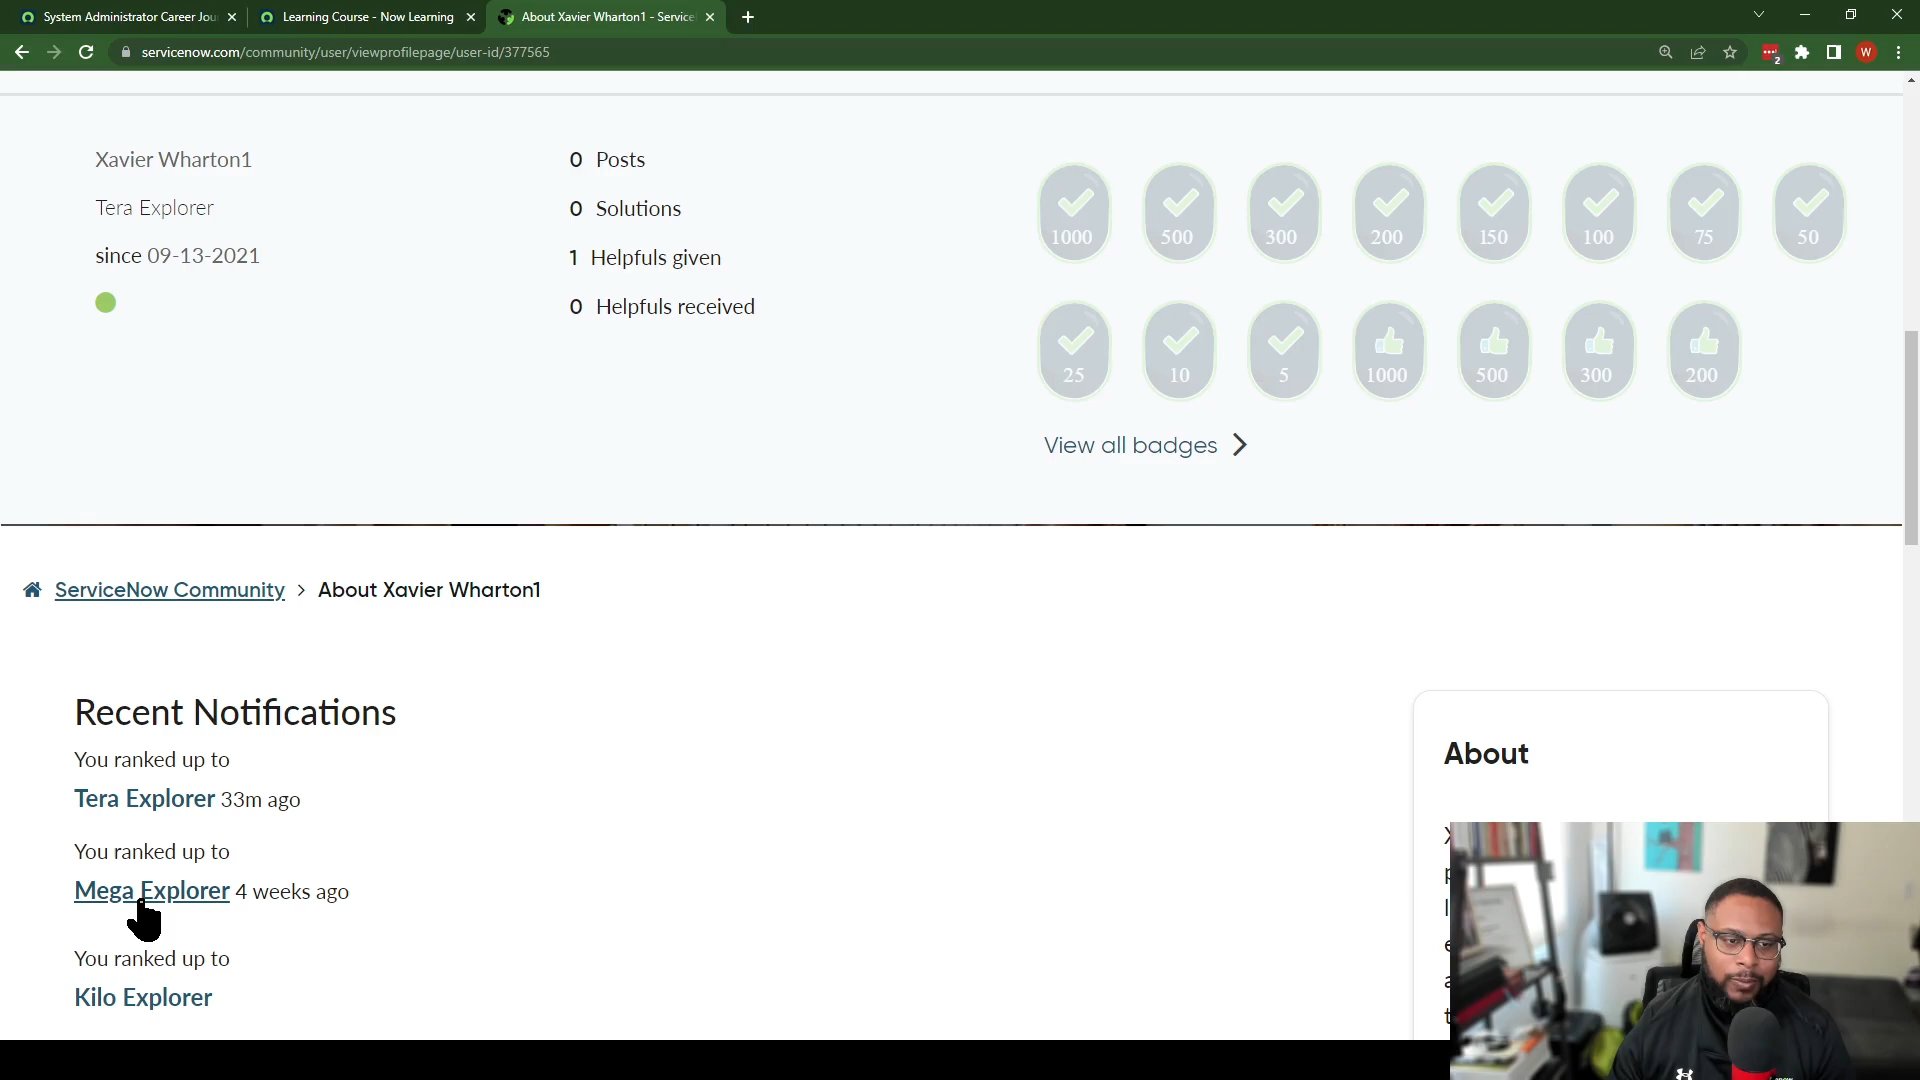 System Administrator Career Jou
Learning Course - Now Learning
About Xavier Wharton1 - Service
servicenow.com/community/user/viewprofilepage/user-id/377565
2
W
Xavier Wharton1
Tera Explorer
since 09-13-2021
0 Posts
0 Solutions
1 Helpfuls given
0 Helpfuls received
1000 500 300 200 150 100 75 50
25 10 5 1000 500 300 200
View all badges
ServiceNow Community > About Xavier Wharton1
Recent Notifications
You ranked up to
Tera Explorer 33m ago
You ranked up to
Mega Explorer 4 weeks ago
You ranked up to
Kilo Explorer
About